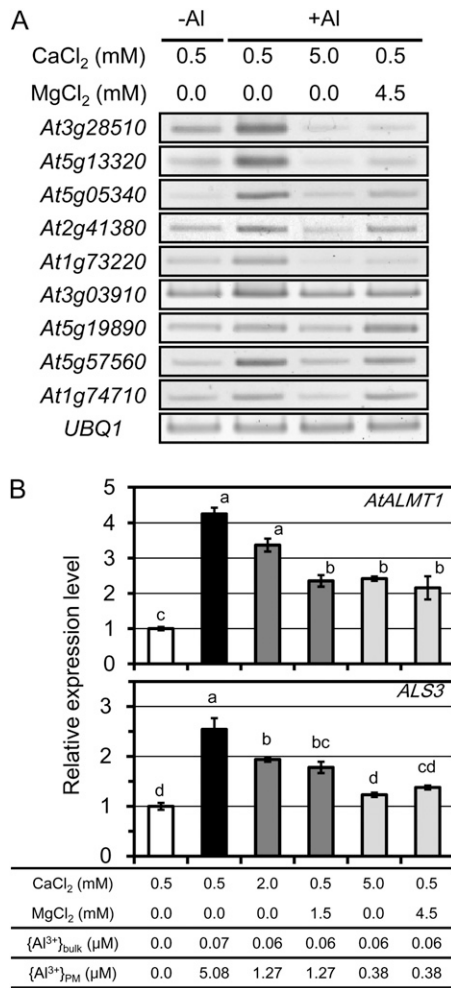 A
-Al +Al
CaCl₂ (mM) 0.5 0.5 5.0 0.5
MgCl₂ (mM) 0.0 0.0 0.0 4.5
At3g28510
At5g13320
At5g05340
At2g41380
At1g73220
At3g03910
At5g19890
At5g57560
At1g74710
UBQ1
B
Relative expression level
AtALMT1
5
4
3
2
1
0
c a a b b b
ALS3
3
2
1
0
d a b bc d cd
CaCl₂ (mM) 0.5 0.5 2.0 0.5 5.0 0.5
MgCl₂ (mM) 0.0 0.0 0.0 1.5 0.0 4.5
{Al³⁺}bulk (µM) 0.0 0.07 0.06 0.06 0.06 0.06
{Al³⁺}PM (µM) 0.0 5.08 1.27 1.27 0.38 0.38